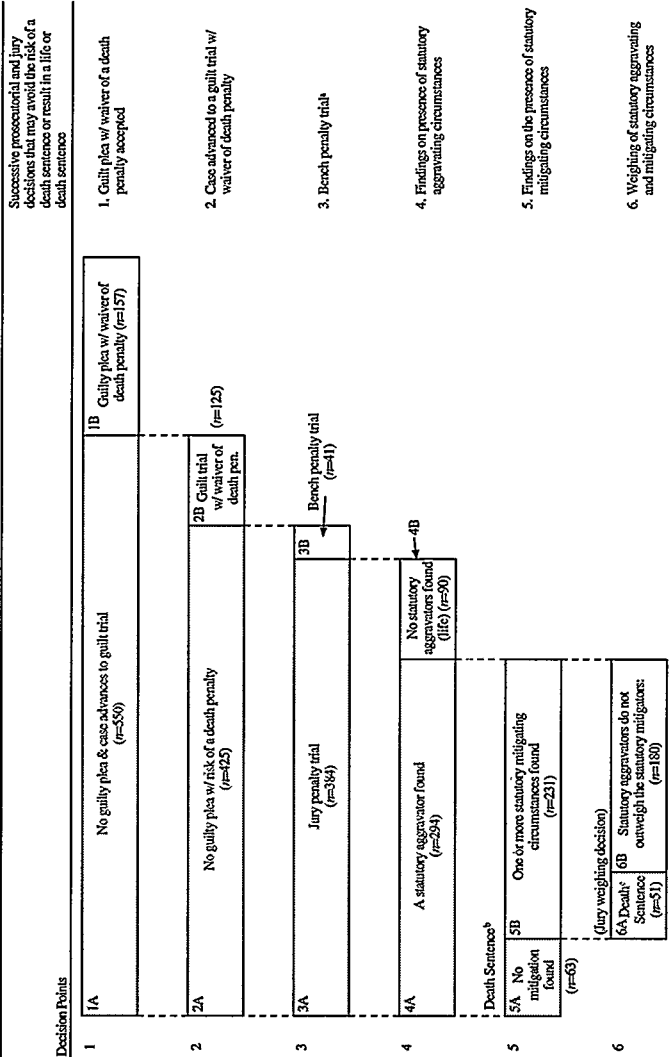 Decision Points
Successive prosecutorial and jury
decisions that may avoid the risk of a
death sentence or result in a life or
death sentence
1
1A
No guilty plea & case advances to guilt trial
(n=550)
1B Guilty plea w/ waiver of
death penalty (n=157)
1. Guilt plea w/ waiver of a death
penalty accepted
2
2A
No guilty plea w/ risk of a death penalty
(n=425)
2B Guilt trial
w/ waiver of
death pen.
(n=125)
2. Case advanced to a guilt trial w/
waiver of death penalty
3
3A
Jury penalty trial
(n=384)
3B
Bench penalty trial
(n=41)
3. Bench penalty trialᵃ
4
4A
A statutory aggravator found
(n=294)
No statutory
aggravators found
(life) (n=90)
4B
4. Findings on presence of statutory
aggravating circumstances
Death Sentenceᵇ
5
5A No
mitigation
found
(n=63)
5B
One or more statutory mitigating
circumstances found
(n=231)
5. Findings on the presence of statutory
mitigating circumstances
(Jury weighing decision)
6
6A Deathᶜ
Sentence
(n=51)
6B Statutory aggravators do not
outweigh the statutory mitigators:
(n=180)
6. Weighing of statutory aggravating
and mitigating circumstances